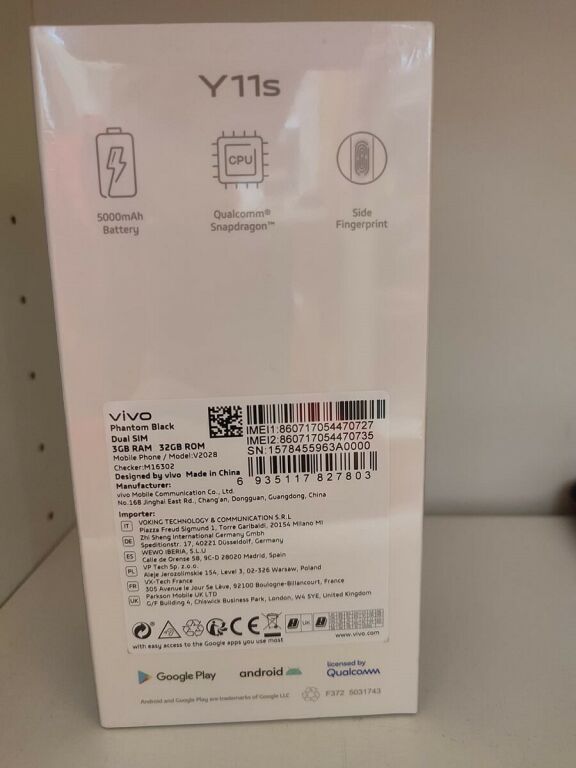 Y11s
CPU
5000mAh
Battery
Qualcomm®
Snapdragon™
Side
Fingerprint
vivo
Phantom Black
Dual SIM
3GB RAM 32GB ROM
Mobile Phone / Model:V2028
Checker:M16302
Designed by vivo Made in China
IMEI1:860717054470727
IMEI2:860717054470735
SN:1578455963A0000
6 935117 827803
Manufacturer:
vivo Mobile Communication Co., Ltd.
No.168 Jinghai East Rd., Chang'an, Dongguan, Guangdong, China
Importer:
IT VOKING TECHNOLOGY & COMMUNICATION S.R.L
Piazza Freud Sigmund 1, Torre Garibaldi, 20154 Milano MI
DE Zhi Sheng International Germany Gmbh
Speditionstr. 17, 40221 Düsseldorf, Germany
ES WEWO IBERIA, S.L.U
Calle de Orense 58, 9C-D 28020 Madrid, Spain
PL VP Tech Sp. z.o.o.
Aleje Jerozolimskie 154, Level 3, 02-326 Warsaw, Poland
FR VX-Tech France
305 Avenue le Jour Se Lève, 92100 Boulogne-Billancourt, France
UK Parkson Mobile UK LTD
G/F Building 4, Chiswick Business Park, London, W4 5YE, United Kingdom
CE
UK
www.vivo.com
with easy access to the Google apps you use most
Google Play
android
licensed by
Qualcomm
Android and Google Play are trademarks of Google LLC
F372 5031743